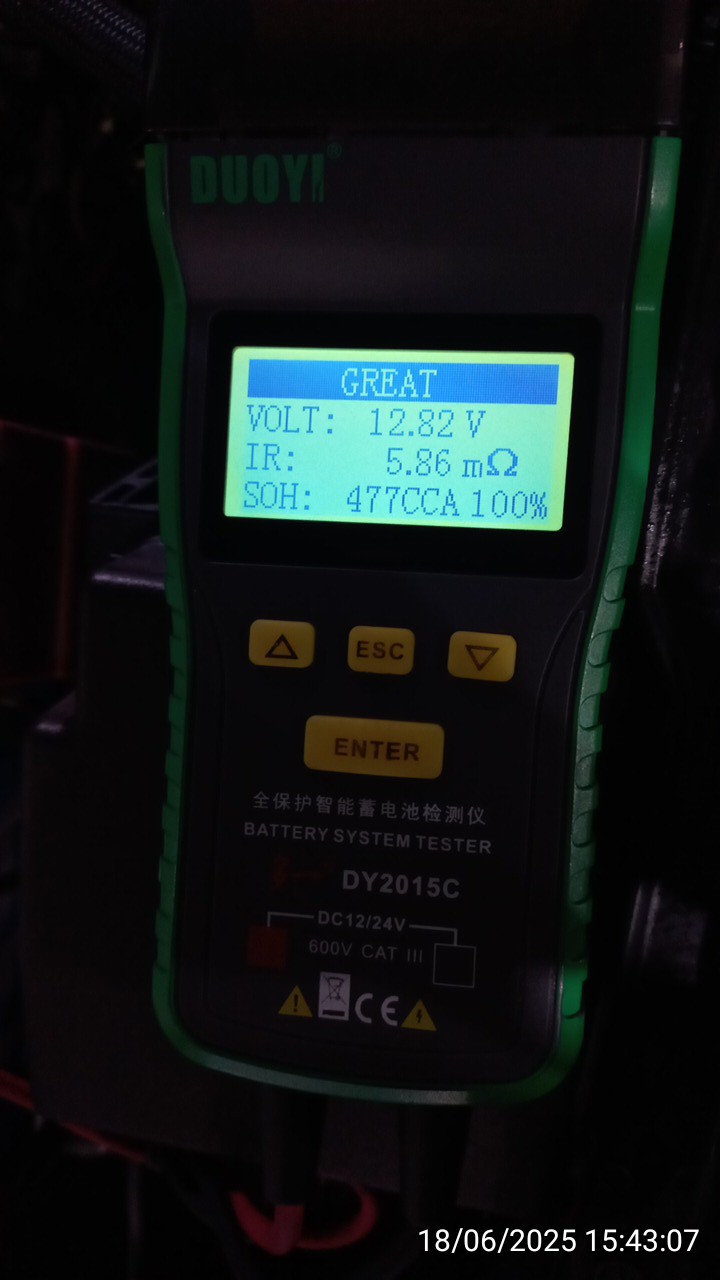 DUOYI®
GREAT
VOLT: 12.82 V
IR: 5.86 mΩ
SOH: 477CCA 100%
ESC
ENTER
全保护智能蓄电池检测仪
BATTERY SYSTEM TESTER
DY2015C
DC12/24V
600V CAT III
CE
18/06/2025 15:43:07